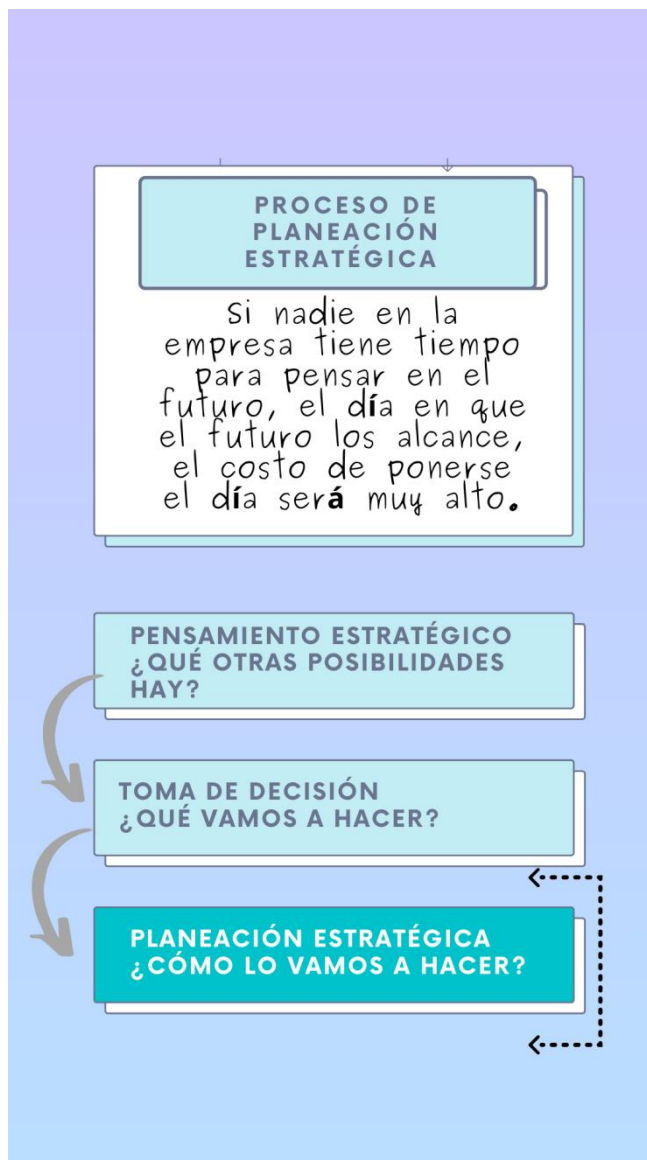 PROCESO DE
PLANEACIÓN
ESTRATÉGICA
Si nadie en la
empresa tiene tiempo
para pensar en el
futuro, el día en que
el futuro los alcance,
el costo de ponerse
el día será muy alto.
PENSAMIENTO ESTRATÉGICO
¿QUÉ OTRAS POSIBILIDADES
HAY?
TOMA DE DECISIÓN
¿QUÉ VAMOS A HACER?
PLANEACIÓN ESTRATÉGICA
¿CÓMO LO VAMOS A HACER?